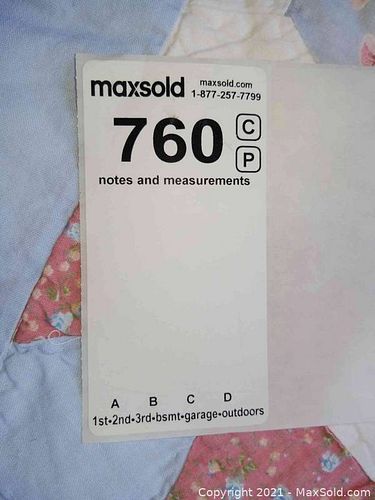 maxsold maxsold.com
1-877-257-7799
760 C
P
notes and measurements
A B C D
1st•2nd•3rd•bsmt•garage•outdoors
Copyright 2021 - MaxSold.com